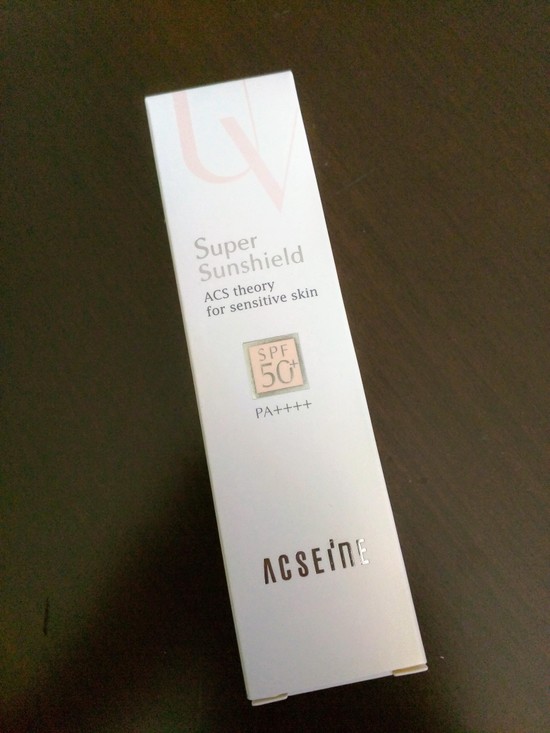 UV
Super
Sunshield
ACS theory
for sensitive skin
SPF
50+
PA++++
ACSEINE